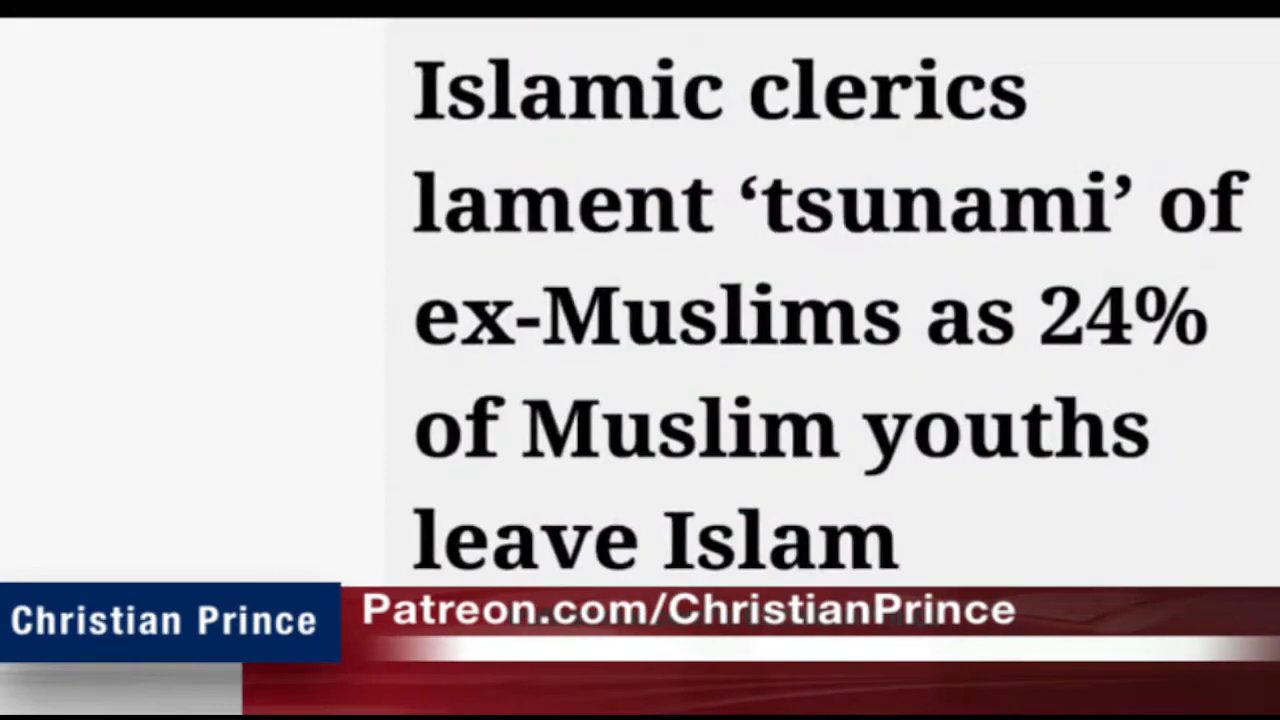 Islamic clerics
lament ‘tsunami’ of
ex-Muslims as 24%
of Muslim youths
leave Islam
Christian Prince
Patreon.com/ChristianPrince